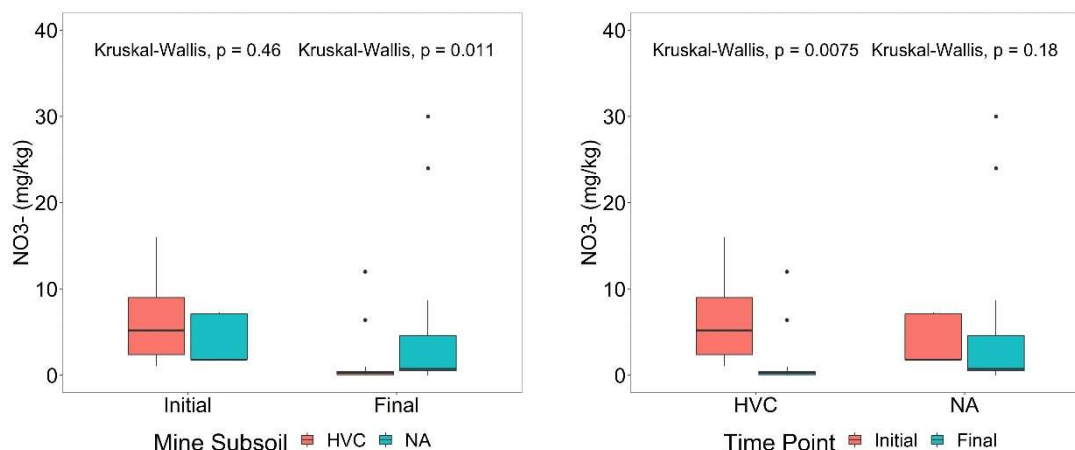 40
Kruskal-Wallis, p = 0.46
Kruskal-Wallis, p = 0.011
30
20
10
0
NO3- (mg/kg)
Initial
Final
Mine Subsoil HVC NA
40
Kruskal-Wallis, p = 0.0075
Kruskal-Wallis, p = 0.18
30
20
10
0
NO3- (mg/kg)
HVC
NA
Time Point Initial Final